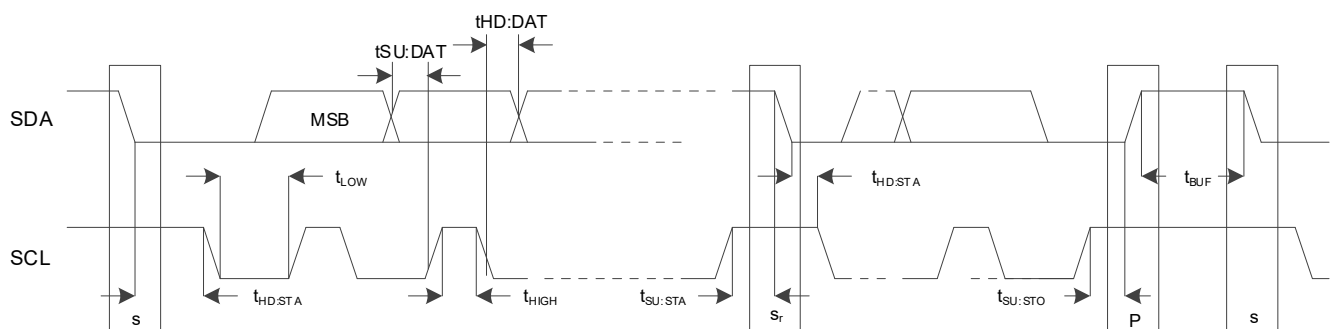 tHD:DAT
tSU:DAT
SDA
MSB
tLOW
tHD:STA
tBUF
SCL
tHD:STA
tHIGH
tSU:STA
tSU:STO
s
sr
P
s